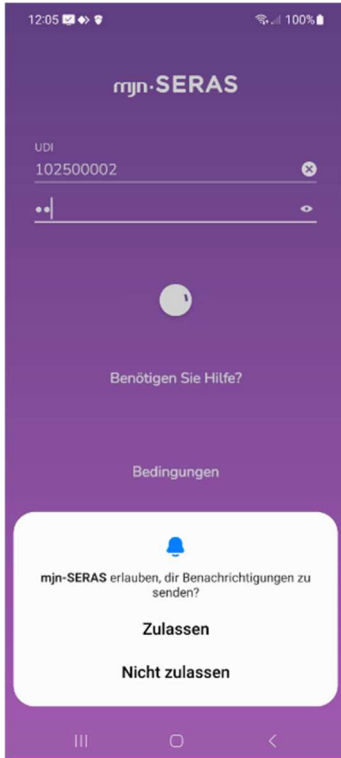 12:05 100%
mjn·SERAS
UDI
102500002
••
Benötigen Sie Hilfe?
Bedingungen
mjn-SERAS erlauben, dir Benachrichtigungen zu
senden?
Zulassen
Nicht zulassen